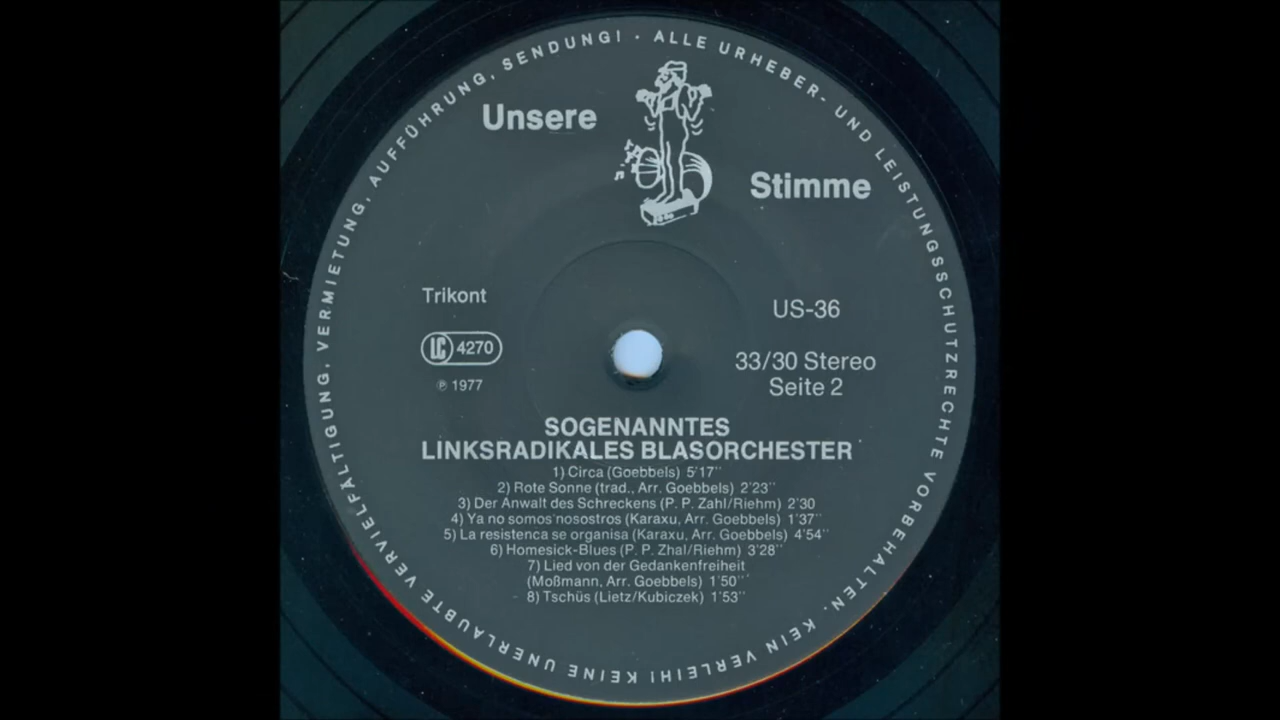 ALLE URHEBER- UND LEISTUNGSSCHUTZRECHTE VORBEHALTEN. KEIN VERLEIH! KEINE UNERLAUBTE VERVIELFÄLTIGUNG, VERMIETUNG, AUFFÜHRUNG, SENDUNG! ·
Unsere
Stimme
Trikont
US-36
LC 4270
33/30 Stereo
℗ 1977
Seite 2
SOGENANNTES
LINKSRADIKALES BLASORCHESTER
1) Circa (Goebbels) 5'17''
2) Rote Sonne (trad., Arr. Goebbels) 2'23''
3) Der Anwalt des Schreckens (P. P. Zahl/Riehm) 2'30
4) Ya no somos nosostros (Karaxu, Arr. Goebbels) 1'37''
5) La resistenca se organisa (Karaxu, Arr. Goebbels) 4'54''
6) Homesick-Blues (P. P. Zhal/Riehm) 3'28''
7) Lied von der Gedankenfreiheit
(Moßmann, Arr. Goebbels) 1'50''
8) Tschüs (Lietz/Kubiczek) 1'53''